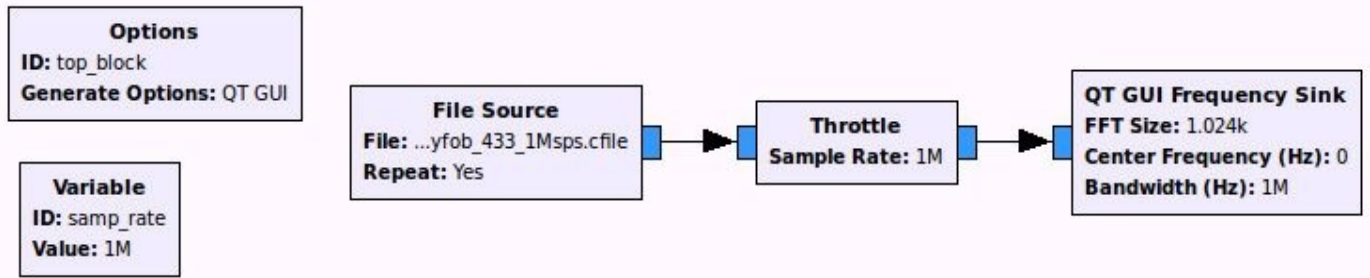 Options
ID: top_block
Generate Options: QT GUI
Variable
ID: samp_rate
Value: 1M
File Source
File: ...yfob_433_1Msps.cfile
Repeat: Yes
Throttle
Sample Rate: 1M
QT GUI Frequency Sink
FFT Size: 1.024k
Center Frequency (Hz): 0
Bandwidth (Hz): 1M